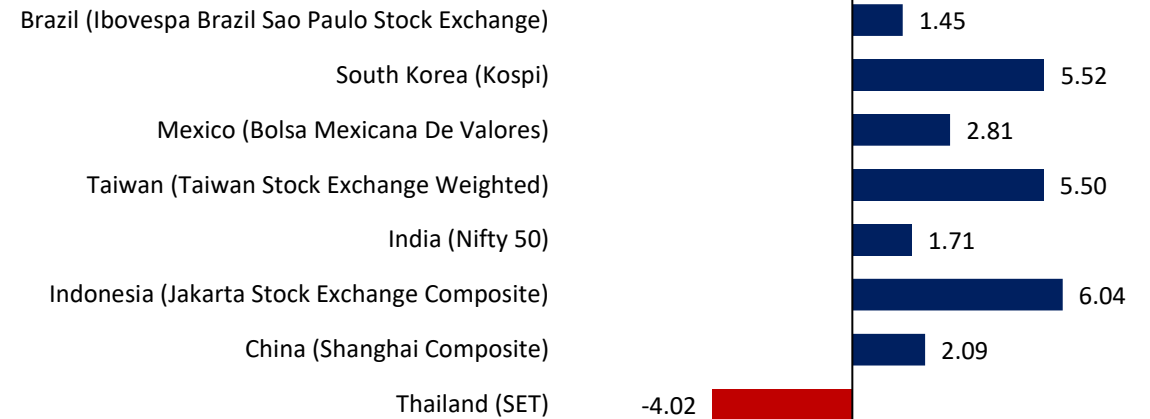 Brazil (Ibovespa Brazil Sao Paulo Stock Exchange) 1.45
South Korea (Kospi) 5.52
Mexico (Bolsa Mexicana De Valores) 2.81
Taiwan (Taiwan Stock Exchange Weighted) 5.50
India (Nifty 50) 1.71
Indonesia (Jakarta Stock Exchange Composite) 6.04
China (Shanghai Composite) 2.09
Thailand (SET) -4.02